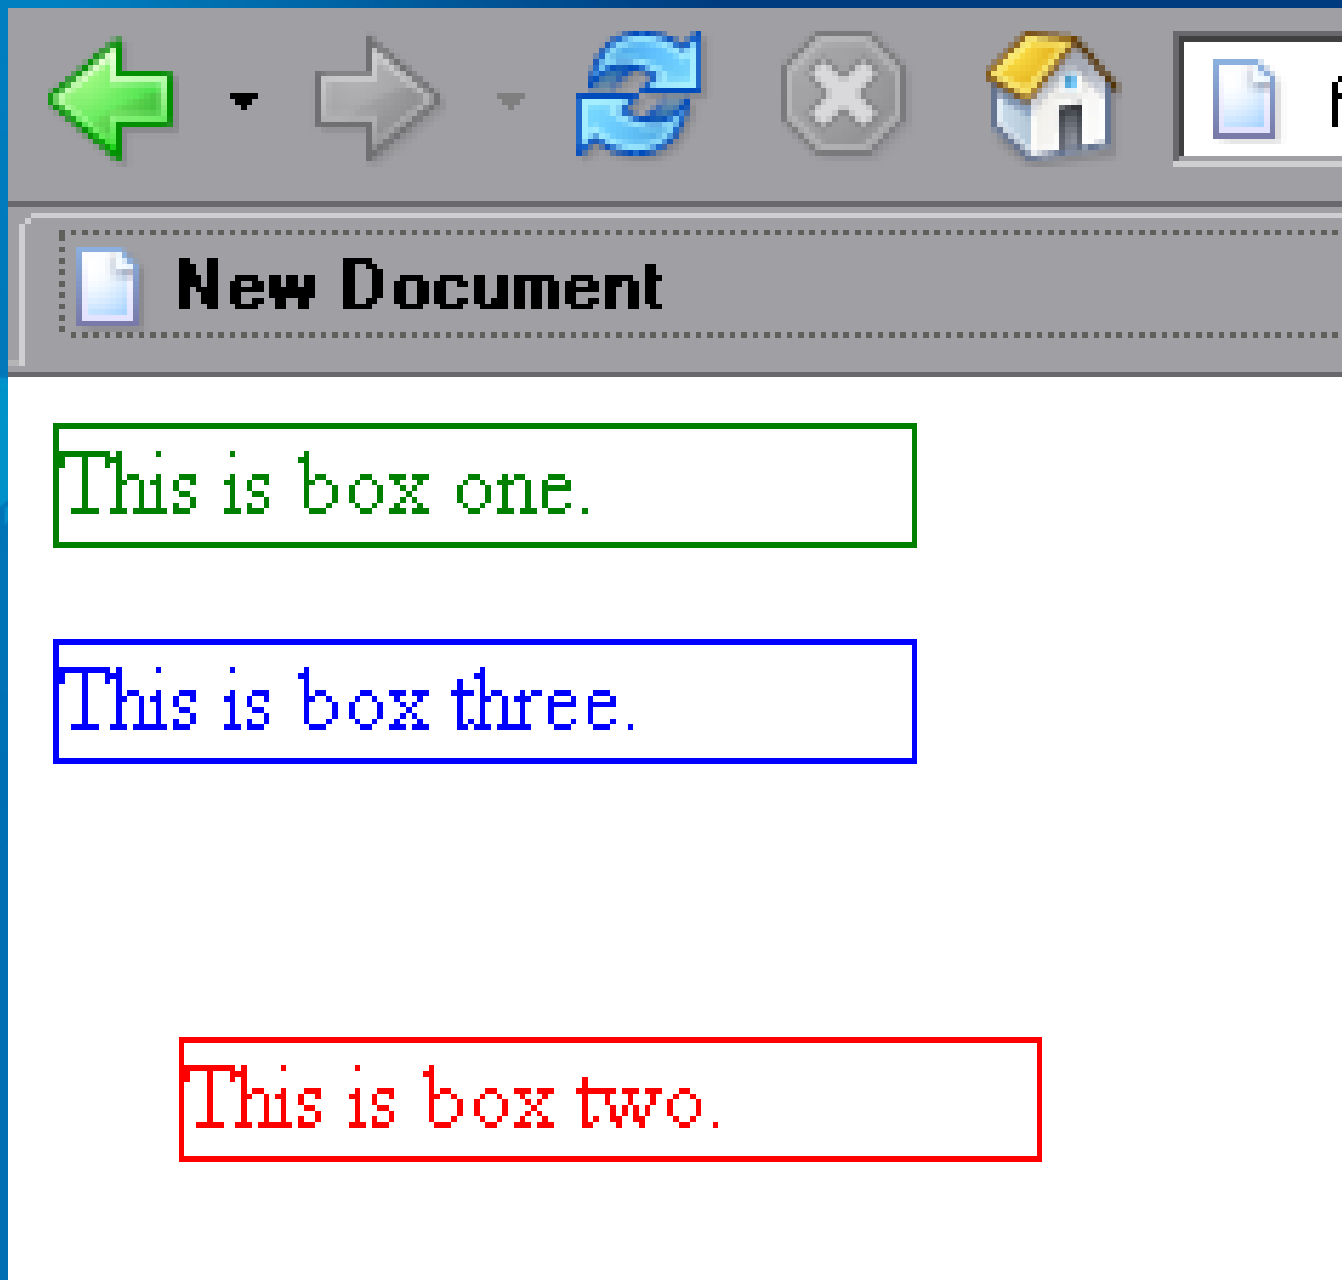 New Document
This is box one.
This is box three.
This is box two.